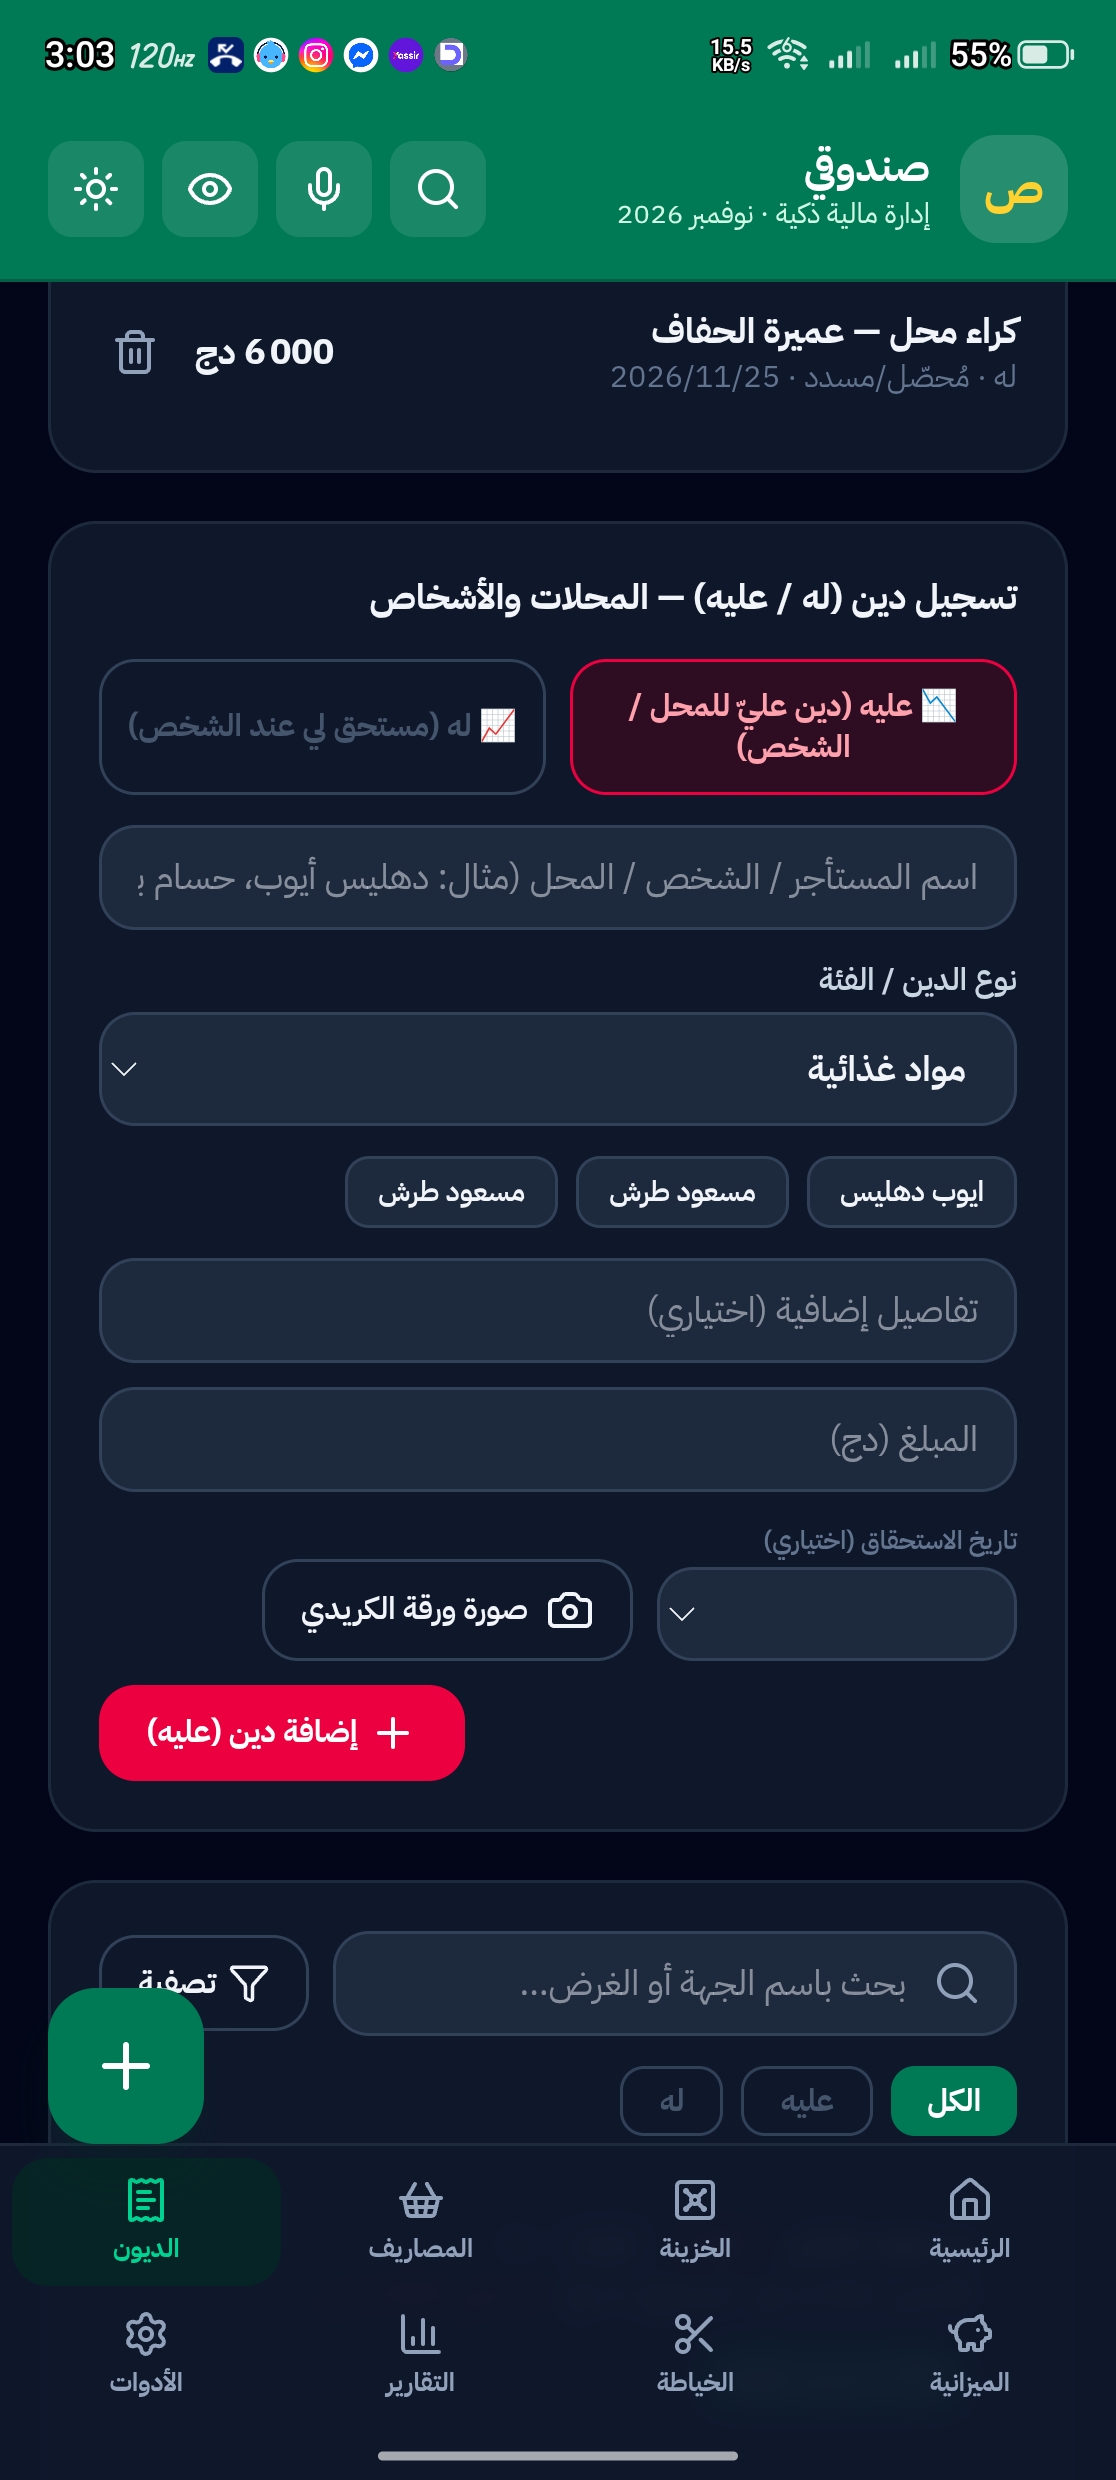 3:03
120HZ
Yassir
15.5 KB/s
6
55%
ص
صندوقي
إدارة مالية ذكية · نوفمبر 2026
كراء محل — عميرة الحفاف
6 000 دج
له · مُحصّل/مسدد · 2026/11/25
تسجيل دين (له / عليه) — المحلات والأشخاص
📉 عليه (دين عليّ للمحل /
الشخص)
📈 له (مستحق لي عند الشخص)
اسم المستأجر / الشخص / المحل (مثال: دهليس أيوب، حسام
نوع الدين / الفئة
مواد غذائية
ايوب دهليس
مسعود طرش
مسعود طرش
تفاصيل إضافية (اختياري)
المبلغ (دج)
تاريخ الاستحقاق (اختياري)
صورة ورقة الكريدي
إضافة دين (عليه)
بحث باسم الجهة أو الغرض...
تصفية
الكل
عليه
له
الرئيسية
الخزينة
المصاريف
الديون
الميزانية
الخياطة
التقارير
الأدوات